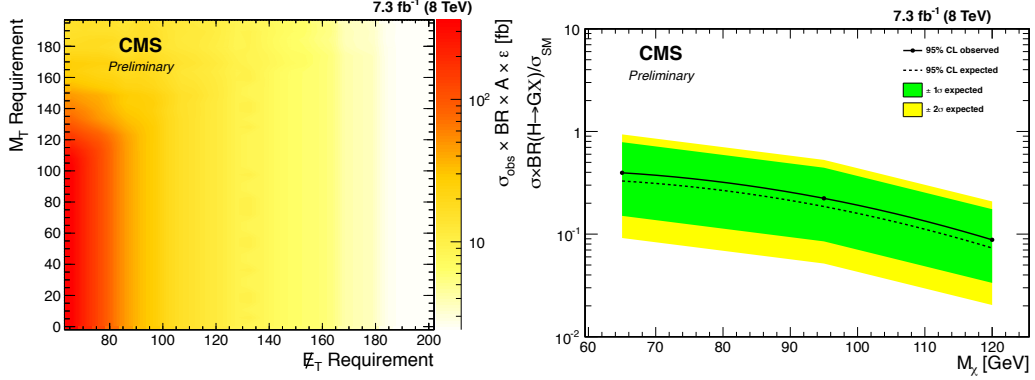 7.3 fb⁻¹ (8 TeV)
CMS
Preliminary
M_T Requirement
180
160
140
120
100
80
60
40
20
0
80 100 120 140 160 180 200
E̸_T Requirement
10²
10
σ_obs × BR × A × ε [fb]
7.3 fb⁻¹ (8 TeV)
CMS
Preliminary
95% CL observed
95% CL expected
± 1σ expected
± 2σ expected
σ×BR(H→GX)/σ_SM
10
1
10⁻¹
10⁻²
60 70 80 90 100 110 120
M_χ [GeV]